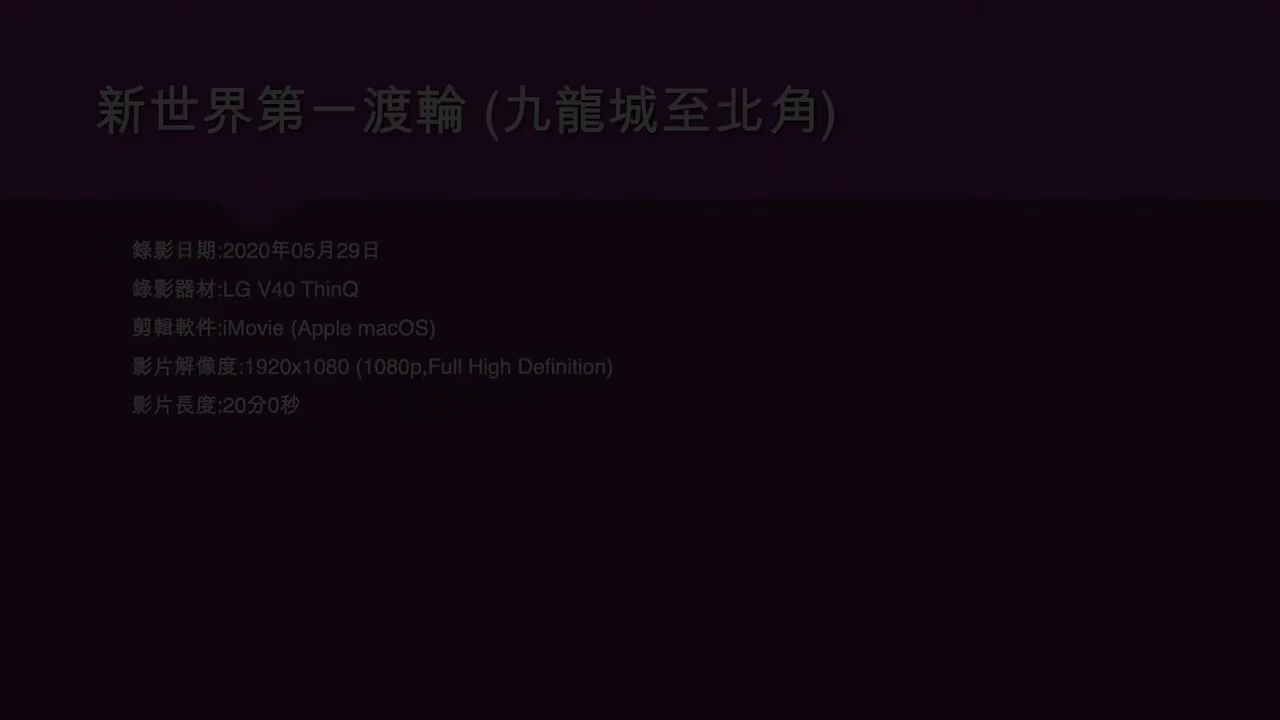 新世界第一渡輪 (九龍城至北角)
錄影日期:2020年05月29日
錄影器材:LG V40 ThinQ
剪輯軟件:iMovie (Apple macOS)
影片解像度:1920x1080 (1080p,Full High Definition)
影片長度:20分0秒